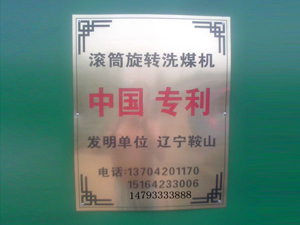 滚筒旋转洗煤机
中国 专利
发明单位 辽宁鞍山
电话:13704201170
15164233006
14793333888